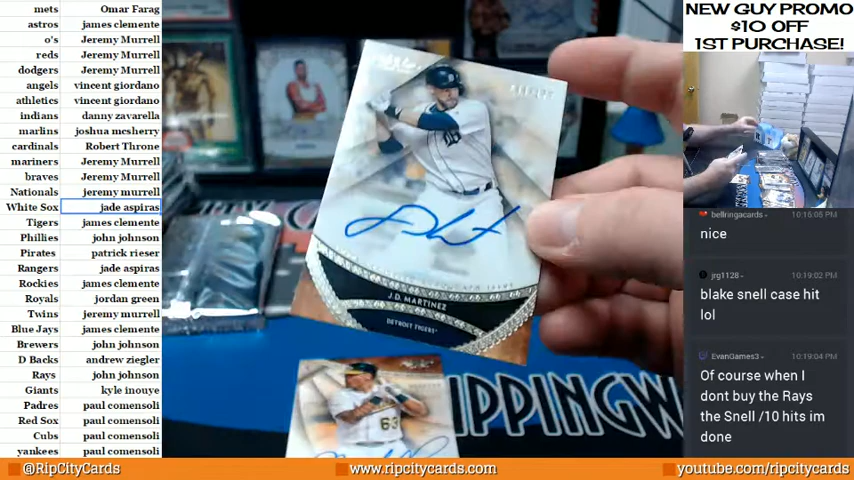 mets Omar Farag
astros james clemente
o's Jeremy Murrell
reds Jeremy Murrell
dodgers Jeremy Murrell
angels vincent giordano
athletics vincent giordano
indians danny zavarella
marlins joshua mcsherry
cardinals Robert Throne
mariners Jeremy Murrell
braves Jeremy Murrell
Nationals jeremy murrell
White Sox jade aspiras
Tigers james clemente
Phillies john johnson
Pirates patrick rieser
Rangers jade aspiras
Rockies james clemente
Royals jordan green
Twins jeremy murrell
Blue Jays james clemente
Brewers john johnson
D Backs andrew ziegler
Rays john johnson
Giants kyle inouye
Padres paul comensoli
Red Sox paul comensoli
Cubs paul comensoli
yankees paul comensoli
J.D. MARTINEZ
DETROIT TIGERS
63
IPPINGW
NEW GUY PROMO
$10 OFF
1ST PURCHASE!
bellringacards - 10:16:05 PM
nice
jrg1128 - 10:19:02 PM
blake snell case hit
lol
EvanGames3 - 10:19:04 PM
Of course when I
dont buy the Rays
the Snell /10 hits im
done
@RipCityCards
www.ripcitycards.com
youtube.com/ripcitycards